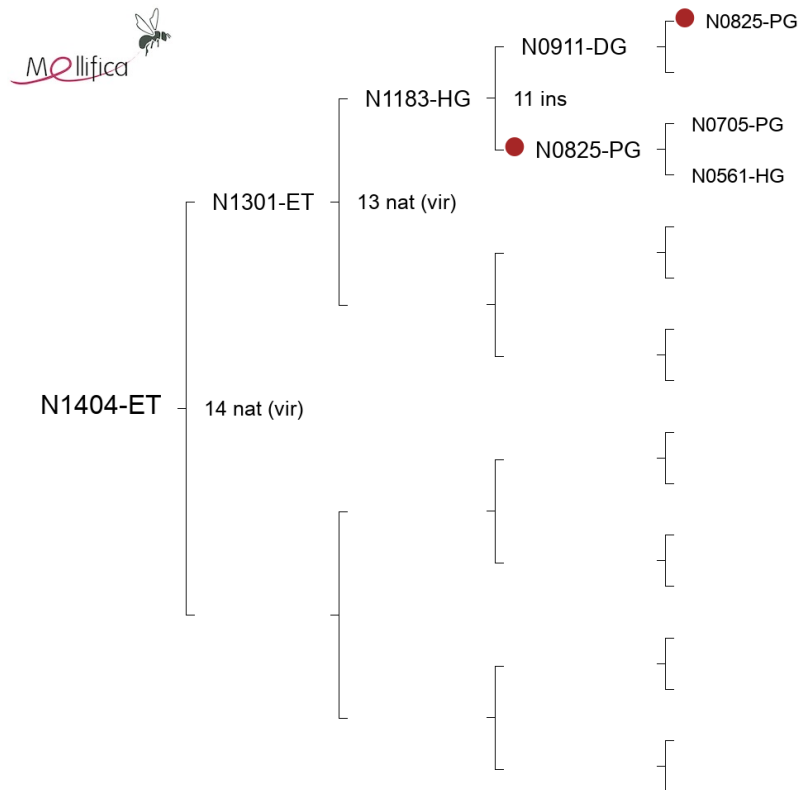 Mellifica
N0825-PG
N0911-DG
N1183-HG
11 ins
N0705-PG
N0825-PG
N0561-HG
N1301-ET
13 nat (vir)
N1404-ET
14 nat (vir)